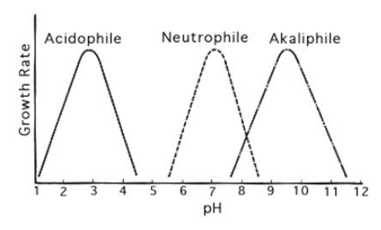 Acidophile Neutrophile Akaliphile
Growth Rate
1 2 3 4 5 6 7 8 9 10 11 12
pH